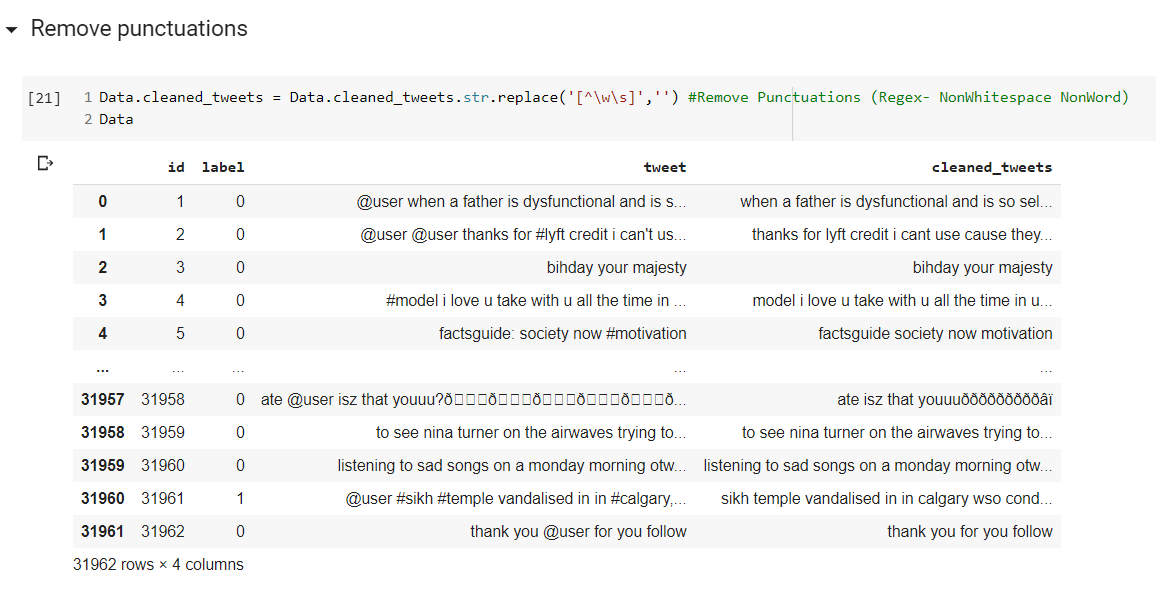 Remove punctuations
[21] 1 Data.cleaned_tweets = Data.cleaned_tweets.str.replace('[^\w\s]','') #Remove Punctuations (Regex- NonWhitespace NonWord)
2 Data
id label tweet cleaned_tweets
0 1 0 @user when a father is dysfunctional and is s... when a father is dysfunctional and is so sel...
1 2 0 @user @user thanks for #lyft credit i can't us... thanks for lyft credit i cant use cause they...
2 3 0 bihday your majesty bihday your majesty
3 4 0 #model i love u take with u all the time in ... model i love u take with u all the time in u...
4 5 0 factsguide: society now #motivation factsguide society now motivation
... ... ... ... ...
31957 31958 0 ate @user isz that youuu?ð□□□ð□□□ð□□□ð□□□ð□□□ð... ate isz that youuuðððððððððâï
31958 31959 0 to see nina turner on the airwaves trying to... to see nina turner on the airwaves trying to...
31959 31960 0 listening to sad songs on a monday morning otw... listening to sad songs on a monday morning otw...
31960 31961 1 @user #sikh #temple vandalised in in #calgary,... sikh temple vandalised in in calgary wso cond...
31961 31962 0 thank you @user for you follow thank you for you follow
31962 rows × 4 columns